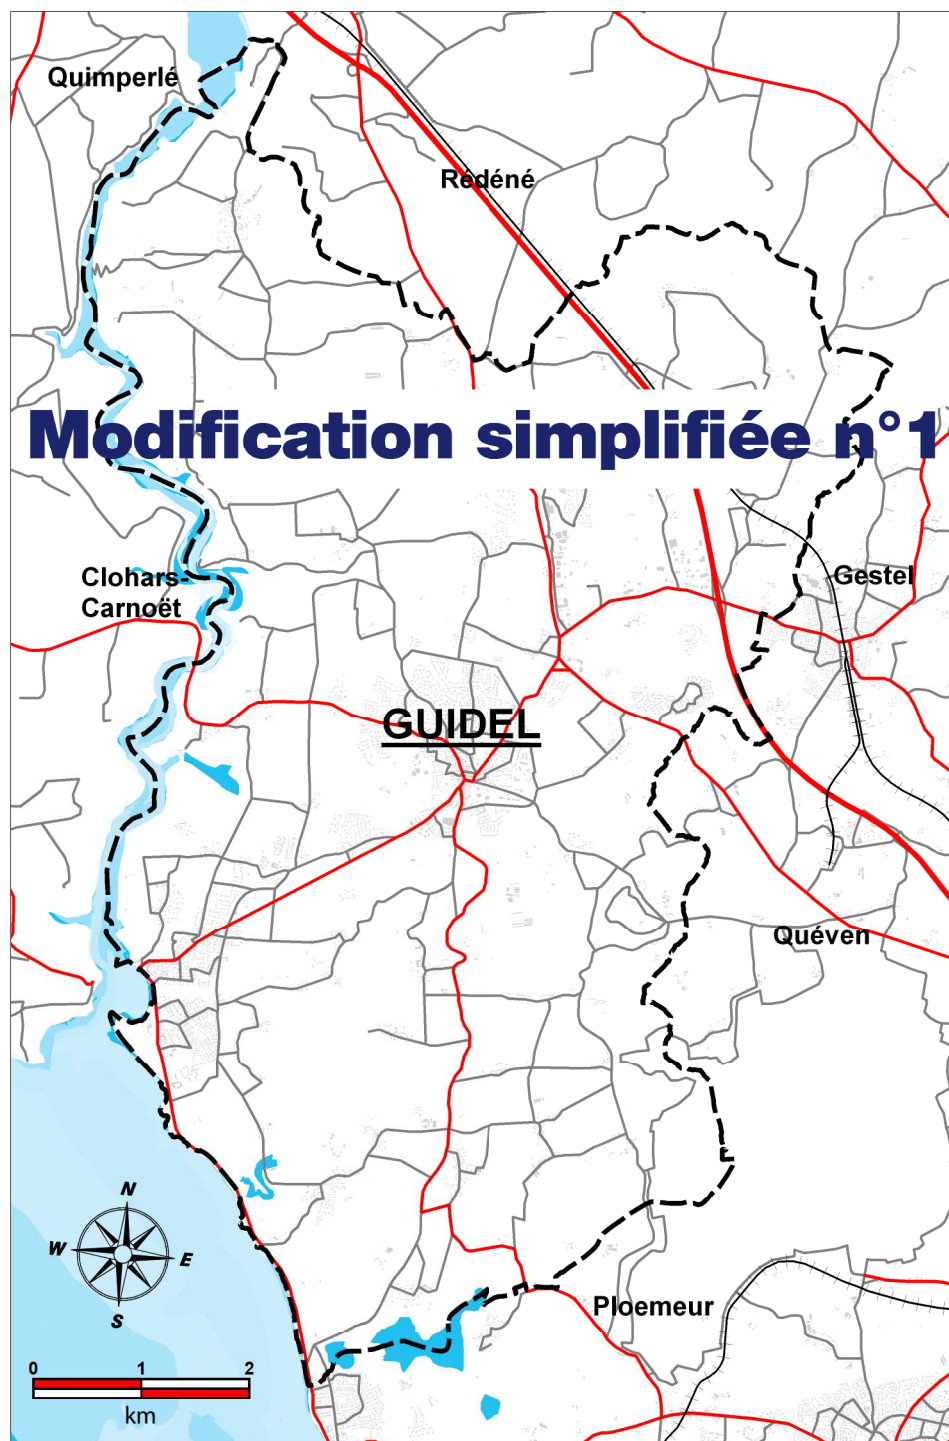 Quimperlé
Rédéné
Modification simplifiée n°1
Clohars-
Carnoët
Gestel
GUIDEL
Quéven
N
W
E
S
Ploemeur
0 1 2
km